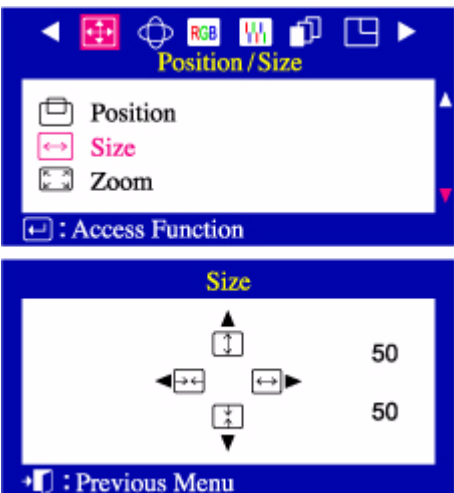 RGB
Position / Size
Position
Size
Zoom
: Access Function
Size
50
50
: Previous Menu